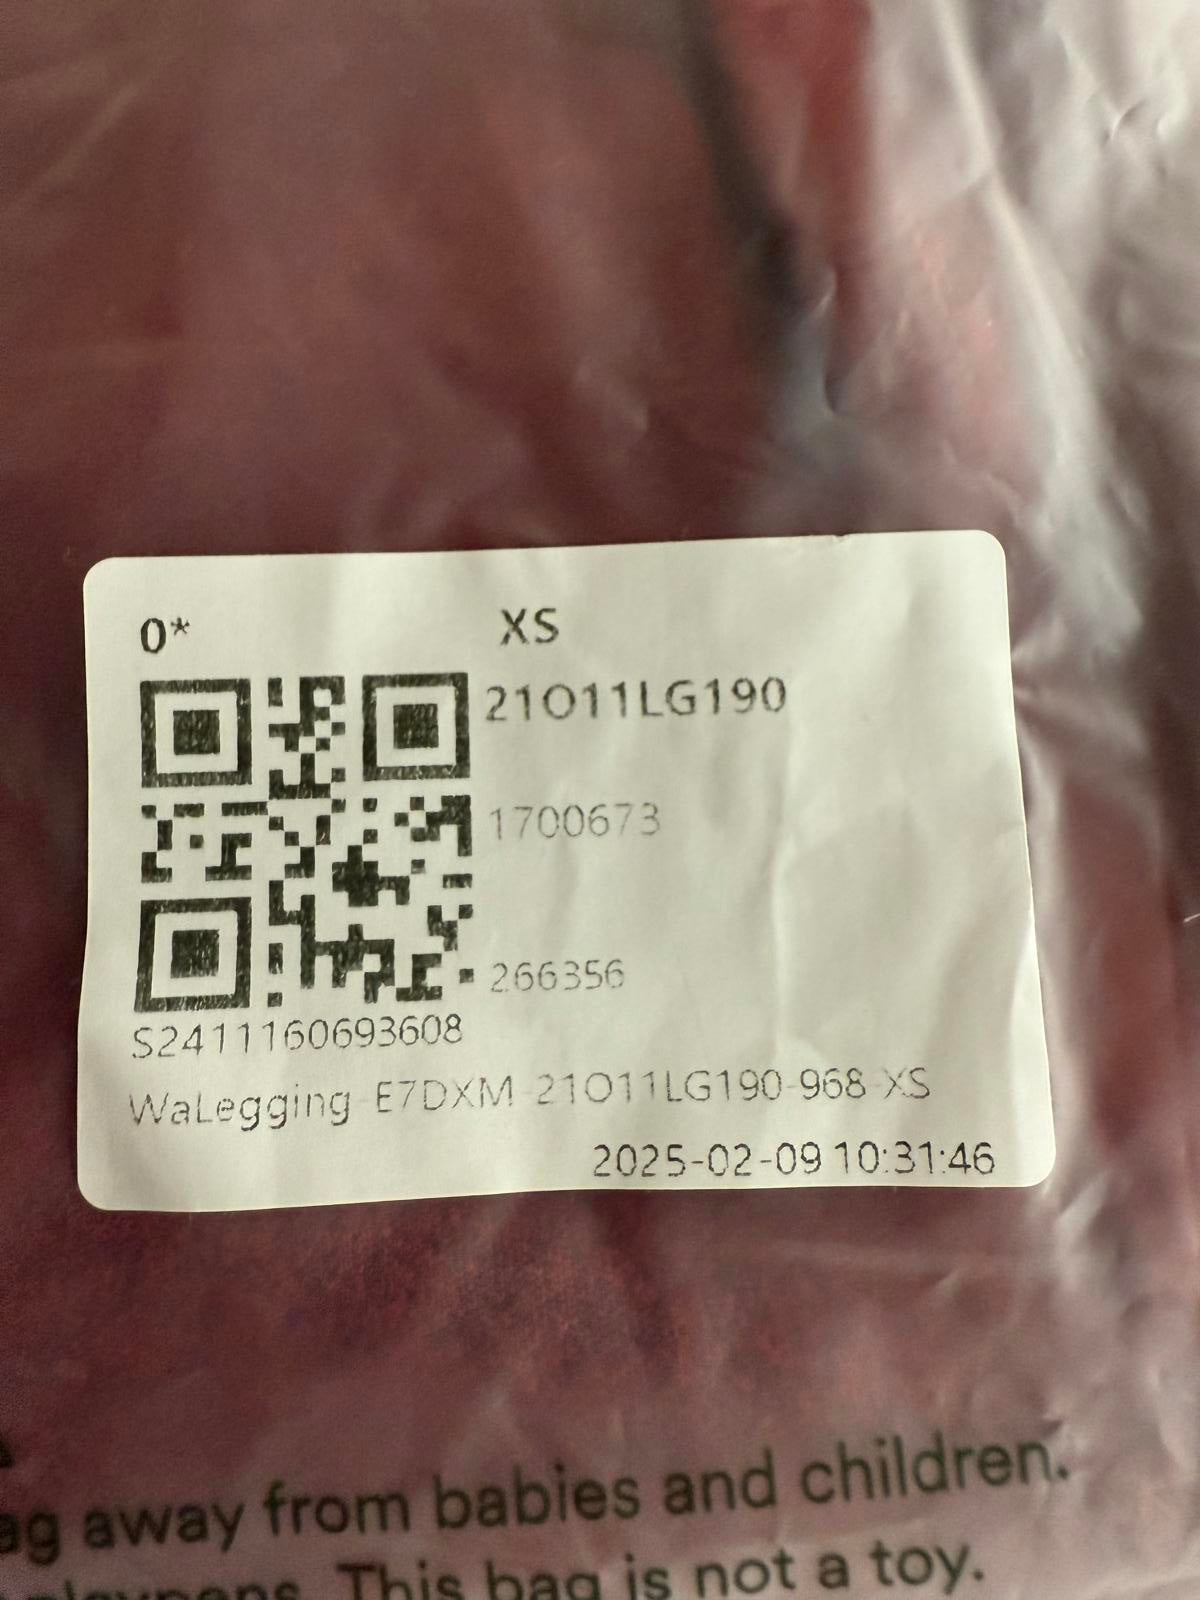 0* XS
21O11LG190
1700673
266356
S2411160693608
WaLegging E7DXM 21O11LG190-968 XS
2025-02-09 10:31:46
away from babies and children.
This bag is not a toy.